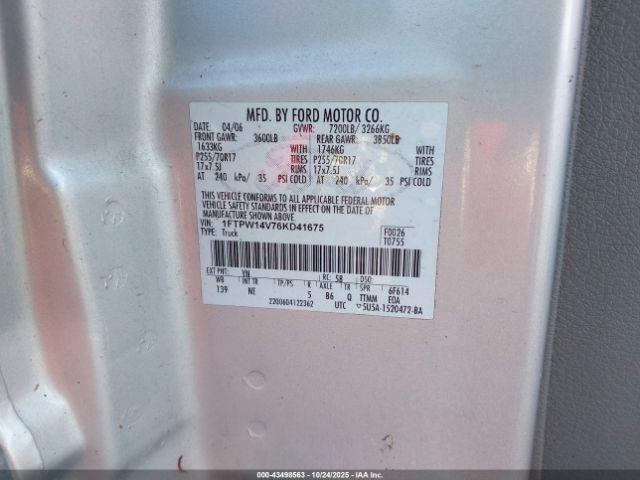 MFD. BY FORD MOTOR CO.
DATE: 04/06 GVWR: 7200LB/ 3266KG
FRONT GAWR: 3600LB REAR GAWR: 3850LB
1633KG WITH 1746KG WITH
P255/70R17 TIRES P255/70R17 TIRES
17x7.5J RIMS 17x7.5J RIMS
AT 240 kPa/ 35 PSI COLD AT 240 kPa/ 35 PSI COLD
THIS VEHICLE CONFORMS TO ALL APPLICABLE FEDERAL MOTOR
VEHICLE SAFETY STANDARDS IN EFFECT ON THE DATE OF
MANUFACTURE SHOWN ABOVE.
VIN: 1FTPW14V76KD41675 F0026
TYPE: Truck T0755
EXT PNT: YN RC: 58 DSO:
WB INT TR TP/PS R AXLE TR SPR 6F614
139 NE 5 B6 Q TTMM EOA
2200604122362 UTC 5U5A-1520472-BA
000-43498563 - 10/24/2025 - IAAI.com